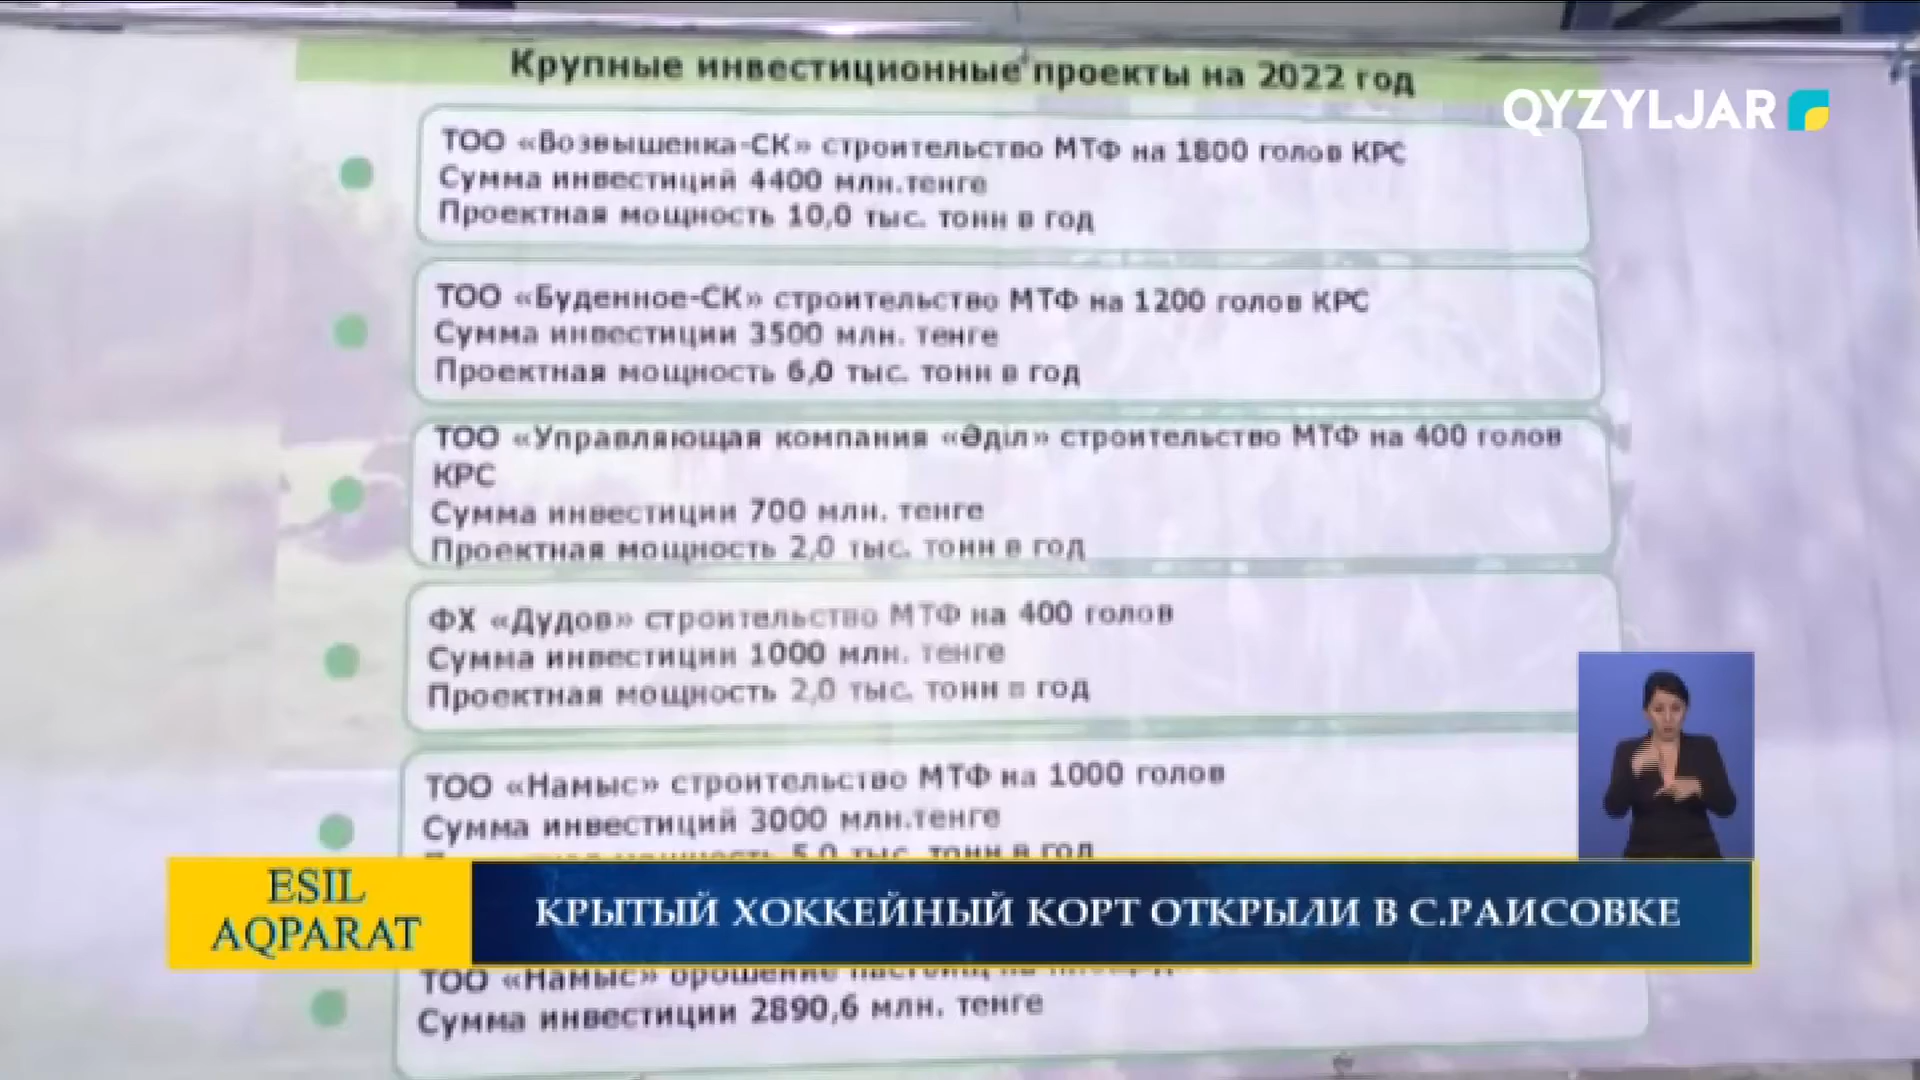 Крупные инвестиционные проекты на 2022 год
QYZYLJAR
ТОО «Возвышенка-СК» строительство МТФ на 1800 голов КРС
Сумма инвестиций 4400 млн.тенге
Проектная мощность 10,0 тыс. тонн в год
ТОО «Буденное-СК» строительство МТФ на 1200 голов КРС
Сумма инвестиции 3500 млн. тенге
Проектная мощность 6,0 тыс. тонн в год
ТОО «Управляющая компания «Әділ» строительство МТФ на 400 голов
КРС
Сумма инвестиции 700 млн. тенге
Проектная мощность 2,0 тыс. тонн в год
ФХ «Дудов» строительство МТФ на 400 голов
Сумма инвестиции 1000 млн. тенге
Проектная мощность 2,0 тыс. тонн в год
ТОО «Намыс» строительство МТФ на 1000 голов
Сумма инвестиций 3000 млн.тенге
5,0 тыс. тонн в год
ESIL
AQPARAT
КРЫТЫЙ ХОККЕЙНЫЙ КОРТ ОТКРЫЛИ В С.РАИСОВКЕ
ТОО «Намыс» орошение
Сумма инвестиции 2890,6 млн. тенге